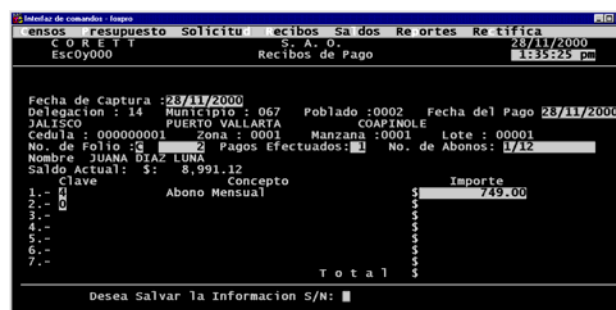 Interfaz de comandos - foxpro
ensos resupuesto Solicitu ecibos Sa dos Re ortes Re tifica
C O R E T T S. A. O. 28/11/2000
Esc0y000 Recibos de Pago 1:35:25 pm
Fecha de Captura :28/11/2000
Delegacion : 14 Municipio : 067 Poblado :0002 Fecha del Pago 28/11/2000
JALISCO PUERTO VALLARTA COAPINOLE
Cedula : 000000001 Zona : 0001 Manzana :0001 Lote : 00001
No. de Folio :C 2 Pagos Efectuados: 1 No. de Abonos: 1/12
Nombre JUANA DIAZ LUNA
Saldo Actual: $: 8,991.12
Clave Concepto Importe
1.- 4 Abono Mensual $ 749.00
2.- 0 $
3.- $
4.- $
5.- $
6.- $
7.- $
T o t a l $
Desea Salvar la Informacion S/N: